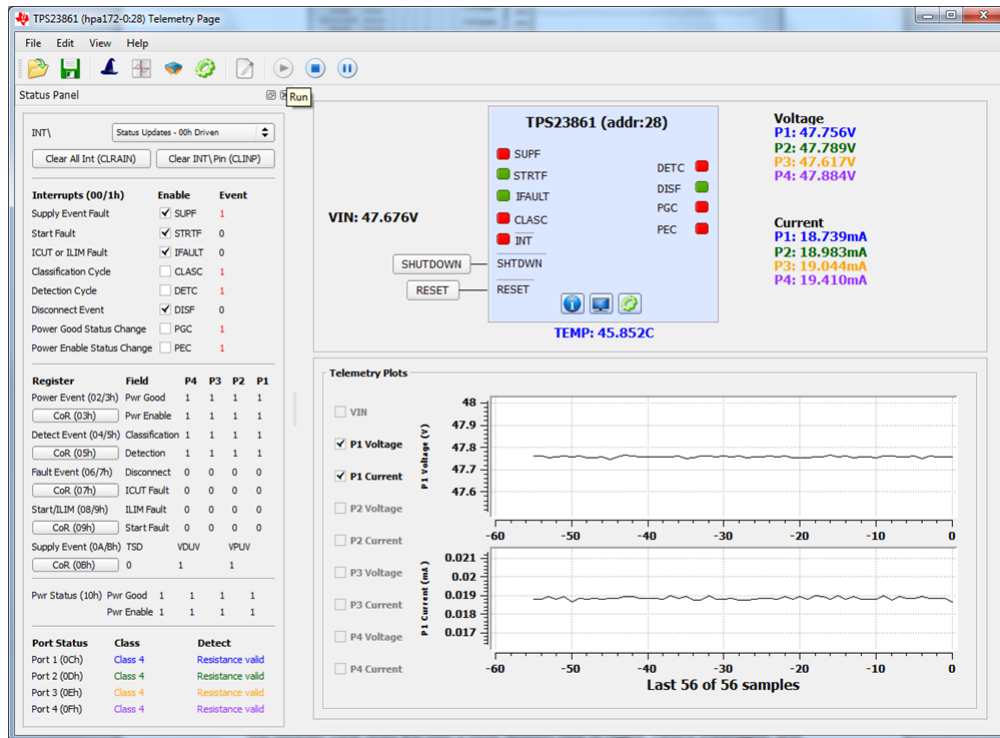 TPS23861 (hpa172-0:28) Telemetry Page
File Edit View Help
Status Panel
Run
INT\ Status Updates - 00h Driven
Clear All Int (CLRAIN) Clear INT\ Pin (CLINP)
Interrupts (00/1h) Enable Event
Supply Event Fault SUPF 1
Start Fault STRTF 0
ICUT or ILIM Fault IFAULT 0
Classification Cycle CLASC 1
Detection Cycle DETC 1
Disconnect Event DISF 0
Power Good Status Change PGC 1
Power Enable Status Change PEC 1
Register Field P4 P3 P2 P1
Power Event (02/3h) Pwr Good 1 1 1 1
CoR (03h) Pwr Enable 1 1 1 1
Detect Event (04/5h) Classification 1 1 1 1
CoR (05h) Detection 1 1 1 1
Fault Event (06/7h) Disconnect 0 0 0 0
CoR (07h) ICUT Fault 0 0 0 0
Start/ILIM (08/9h) ILIM Fault 0 0 0 0
CoR (09h) Start Fault 0 0 0 0
Supply Event (0A/Bh) TSD VDUV VPUV
CoR (0Bh) 0 1 1
Pwr Status (10h) Pwr Good 1 1 1 1
Pwr Enable 1 1 1 1
Port Status Class Detect
Port 1 (0Ch) Class 4 Resistance valid
Port 2 (0Dh) Class 4 Resistance valid
Port 3 (0Eh) Class 4 Resistance valid
Port 4 (0Fh) Class 4 Resistance valid
VIN: 47.676V
SHUTDOWN
RESET
TPS23861 (addr:28)
SUPF
STRTF
IFAULT
CLASC
INT
SHTDWN
RESET
DETC
DISF
PGC
PEC
TEMP: 45.852C
Voltage
P1: 47.756V
P2: 47.789V
P3: 47.617V
P4: 47.884V
Current
P1: 18.739mA
P2: 18.983mA
P3: 19.044mA
P4: 19.410mA
Telemetry Plots
VIN
P1 Voltage
P1 Current
P2 Voltage
P2 Current
P3 Voltage
P3 Current
P4 Voltage
P4 Current
P1 Voltage (V)
48
47.9
47.8
47.7
47.6
-60 -50 -40 -30 -20 -10 0
P1 Current (mA)
0.021
0.02
0.019
0.018
0.017
-60 -50 -40 -30 -20 -10 0
Last 56 of 56 samples